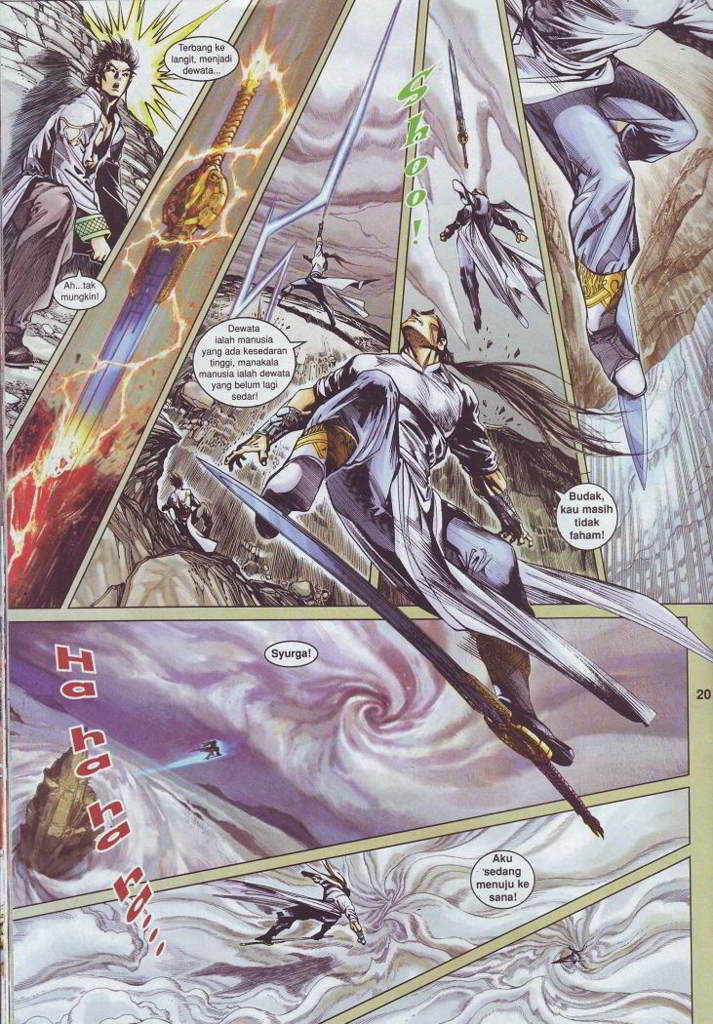 Terbang ke
langit, menjadi
dewata...
Ah...tak
mungkin!
Shoo!
Dewata
ialah manusia
yang ada kesedaran
tinggi, manakala
manusia ialah dewata
yang belum lagi
sedar!
Budak,
kau masih
tidak
faham!
Syurga!
Ha ha ha ha...
20
Aku
sedang
menuju ke
sana!